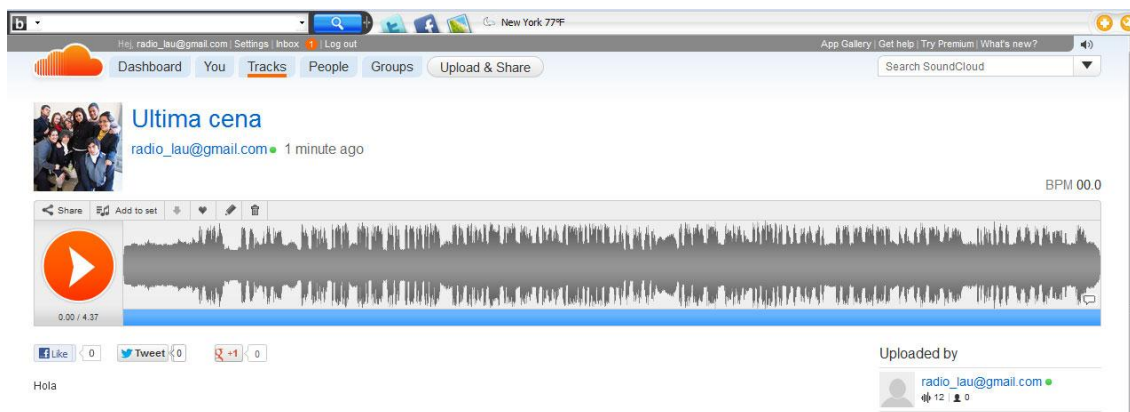 b
New York 77°F
Hej, radio_lau@gmail.com | Settings | Inbox 1 | Log out
App Gallery | Get help | Try Premium | What's new?
Dashboard You Tracks People Groups Upload & Share
Search SoundCloud
Ultima cena
radio_lau@gmail.com 1 minute ago
BPM 00.0
Share Add to set
0.00 / 4.37
Like 0 Tweet 0 g +1 0
Uploaded by
Hola
radio_lau@gmail.com
12 | 0